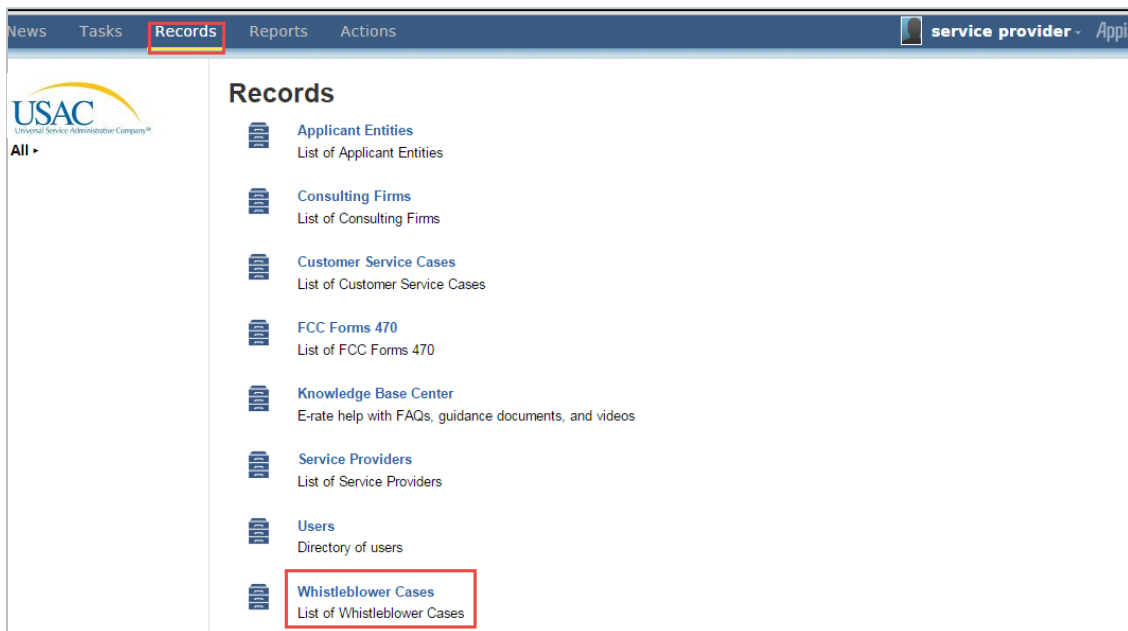 News Tasks Records Reports Actions service provider Appi
USAC
Universal Service Administrative Company®
All
Records
Applicant Entities
List of Applicant Entities
Consulting Firms
List of Consulting Firms
Customer Service Cases
List of Customer Service Cases
FCC Forms 470
List of FCC Forms 470
Knowledge Base Center
E-rate help with FAQs, guidance documents, and videos
Service Providers
List of Service Providers
Users
Directory of users
Whistleblower Cases
List of Whistleblower Cases